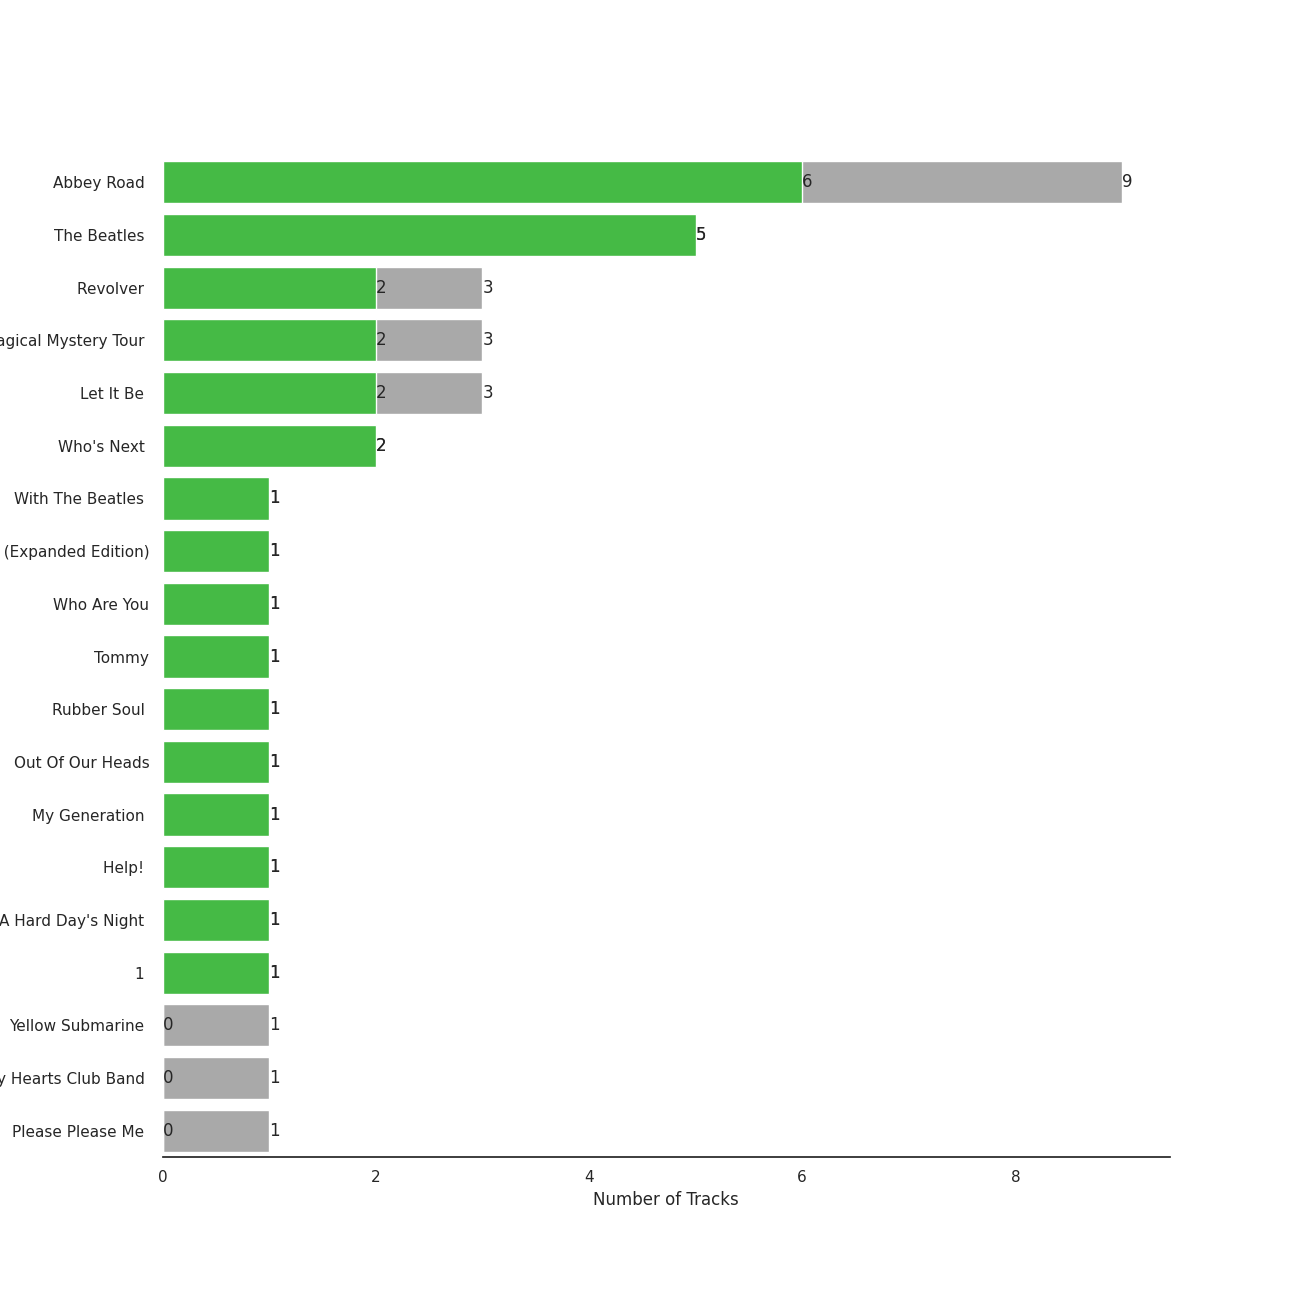 Abbey Road 6 9
The Beatles 5
Revolver 2 3
agical Mystery Tour 2 3
Let It Be 2 3
Who's Next 2
With The Beatles 1
(Expanded Edition) 1
Who Are You 1
Tommy 1
Rubber Soul 1
Out Of Our Heads 1
My Generation 1
Help! 1
A Hard Day's Night 1
1 1
Yellow Submarine 0 1
y Hearts Club Band 0 1
Please Please Me 0 1
0 2 4 6 8
Number of Tracks